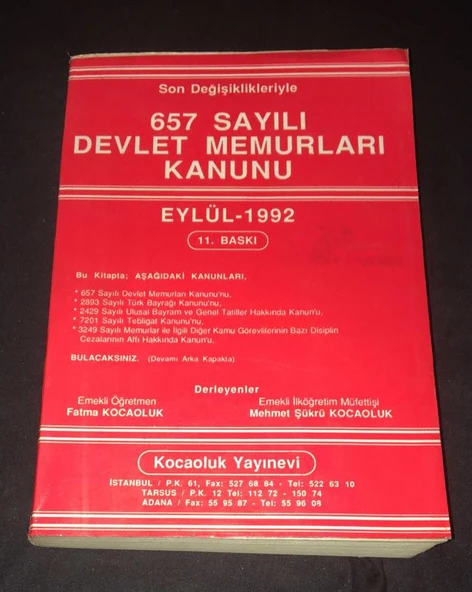 Son Değişiklikleriyle
657 SAYILI
DEVLET MEMURLARI
KANUNU
EYLÜL-1992
11. BASKI
Bu Kitapta; AŞAĞIDAKİ KANUNLARI,
* 657 Sayılı Devlet Memurları Kanunu'nu,
* 2893 Sayılı Türk Bayrağı Kanunu'nu,
* 2429 Sayılı Ulusal Bayram ve Genel Tatiller Hakkında Kanun'u,
* 7201 Sayılı Tebligat Kanunu'nu,
* 3249 Sayılı Memurlar ile İlgili Diğer Kamu Görevlilerinin Bazı Disiplin
Cezalarının Affı Hakkında Kanun'u,
BULACAKSINIZ. (Devamı Arka Kapakta)
Derleyenler
Emekli Öğretmen Emekli İlköğretim Müfettişi
Fatma KOCAOLUK Mehmet Şükrü KOCAOLUK
Kocaoluk Yayınevi
İSTANBUL / P.K. 61, Fax: 527 68 84 - Tel: 522 63 10
TARSUS / P.K. 12 Tel: 112 72 - 150 74
ADANA / Fax: 55 95 87 - Tel: 55 96 08